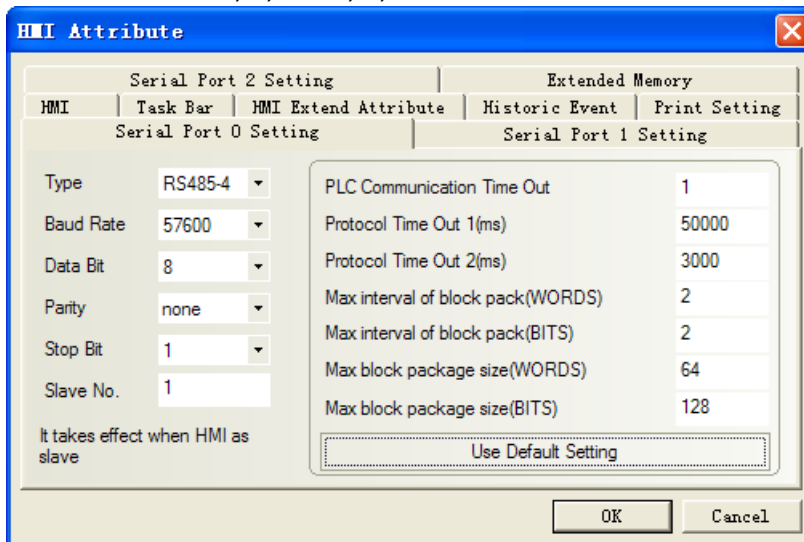 HMI Attribute
Serial Port 2 Setting Extended Memory
HMI Task Bar HMI Extend Attribute Historic Event Print Setting
Serial Port 0 Setting Serial Port 1 Setting
Type RS485-4
Baud Rate 57600
Data Bit 8
Parity none
Stop Bit 1
Slave No. 1
It takes effect when HMI as
slave
PLC Communication Time Out 1
Protocol Time Out 1(ms) 50000
Protocol Time Out 2(ms) 3000
Max interval of block pack(WORDS) 2
Max interval of block pack(BITS) 2
Max block package size(WORDS) 64
Max block package size(BITS) 128
Use Default Setting
OK Cancel